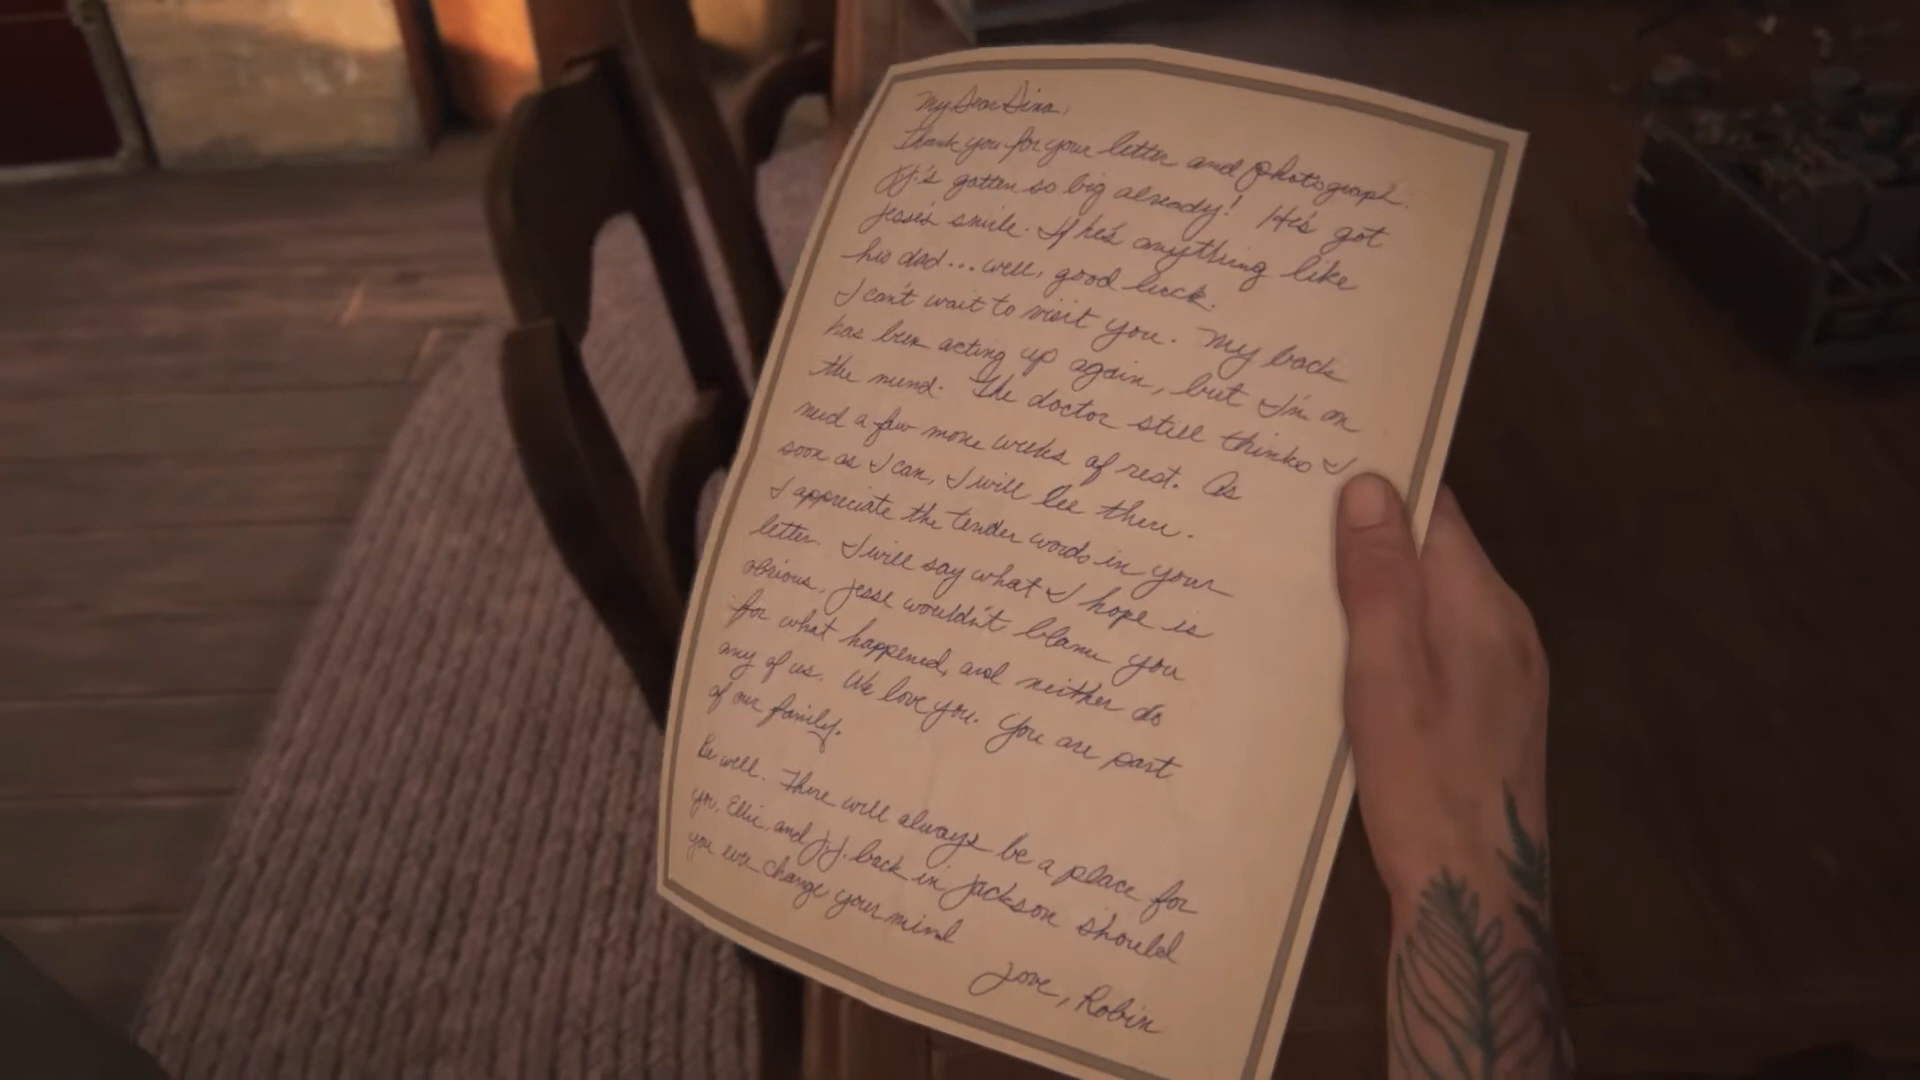 My Dear Dina,
Thank you for your letter and photograph.
J.J.'s gotten so big already! He's got
Jesse's smile. If he's anything like
his dad... well, good luck.
I can't wait to visit you. My back
has been acting up again, but I'm on
the mend. The doctor still thinks I
need a few more weeks of rest. As
soon as I can, I will be there.
I appreciate the tender words in your
letter. I will say what I hope is
obvious, Jesse wouldn't blame you
for what happened, and neither do
any of us. We love you. You are part
of our family.
Be well. There will always be a place for
you, Ellie, and J.J. back in Jackson should
you ever change your mind
Love, Robin